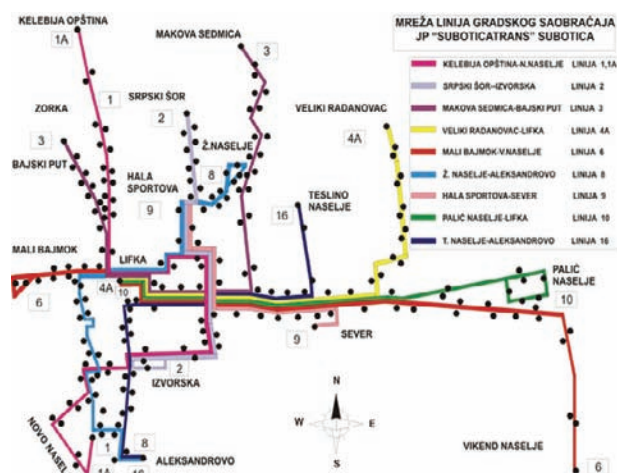 KELEBIJA OPŠTINA
1A
MAKOVA SEDMICA
3
MREŽA LINIJA GRADSKOG SAOBRAĆAJA
JP “SUBOTICATRANS” SUBOTICA
KELEBIJA OPŠTINA-N.NASELJE LINIJA 1,1A
SRPSKI ŠOR-IZVORSKA LINIJA 2
MAKOVA SEDMICA-BAJSKI PUT LINIJA 3
VELIKI RADANOVAC-LIFKA LINIJA 4A
MALI BAJMOK-V.NASELJE LINIJA 6
Ž. NASELJE-ALEKSANDROVO LINIJA 8
HALA SPORTOVA-SEVER LINIJA 9
PALIĆ NASELJE-LIFKA LINIJA 10
T. NASELJE-ALEKSANDROVO LINIJA 16
1
ZORKA
SRPSKI ŠOR
2
VELIKI RADANOVAC
4A
3
BAJSKI PUT
Ž.NASELJE
8
HALA
SPORTOVA
9
TESLINO
NASELJE
16
MALI BAJMOK
LIFKA
6
4A
10
PALIĆ
NASELJE
10
9
SEVER
2
IZVORSKA
N
W
E
S
NOVO NASEL
1
8
1A
ALEKSANDROVO
VIKEND NASELJE
6